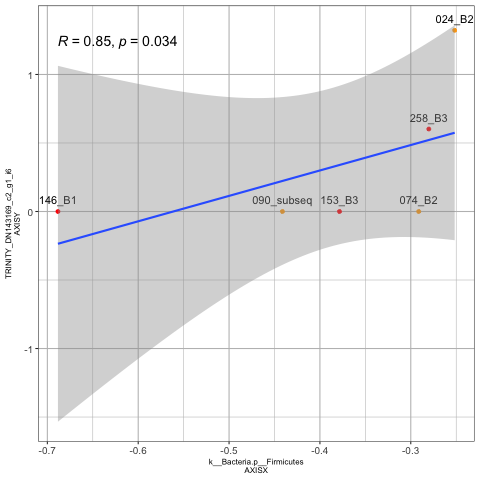 024_B2
R = 0.85, p = 0.034
258_B3
146_B1
090_subseq
153_B3
074_B2
1
0
-1
-0.7
-0.6
-0.5
-0.4
-0.3
k__Bacteria.p__Firmicutes
AXISX
TRINITY_DN143169_c2_g1_i6
AXISY